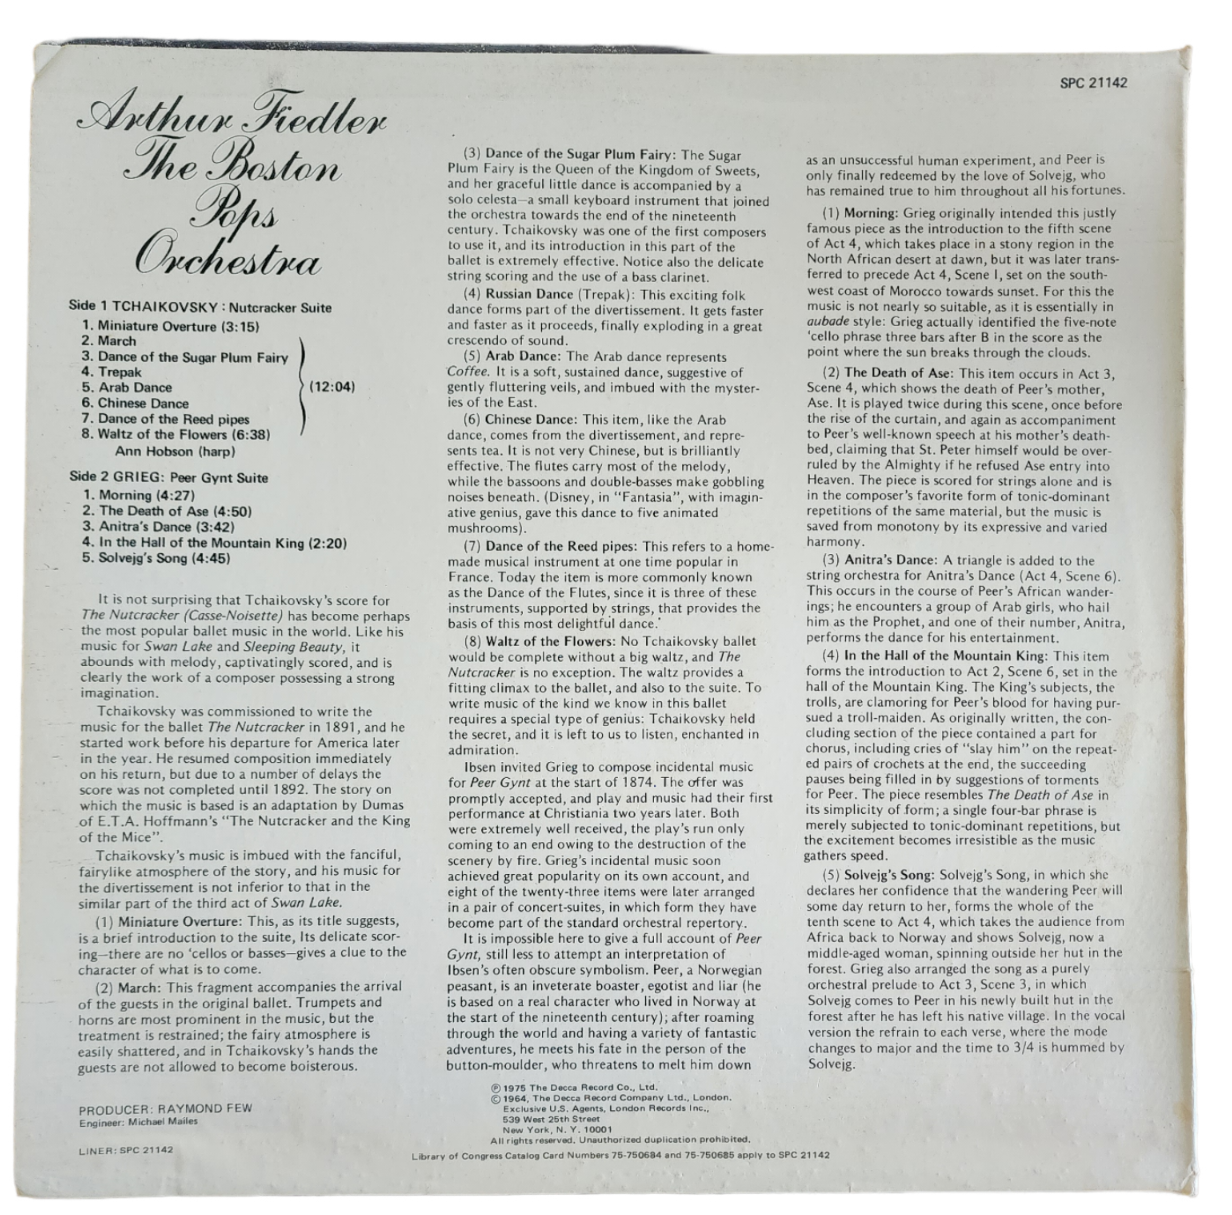 SPC 21142
Arthur Fiedler
The Boston
Pops
Orchestra
Side 1 TCHAIKOVSKY: Nutcracker Suite
1. Miniature Overture (3:15)
2. March
3. Dance of the Sugar Plum Fairy
4. Trepak
5. Arab Dance
(12:04)
6. Chinese Dance
7. Dance of the Reed pipes
8. Waltz of the Flowers (6:38)
Ann Hobson (harp)
Side 2 GRIEG: Peer Gynt Suite
1. Morning (4:27)
2. The Death of Ase (4:50)
3. Anitra's Dance (3:42)
4. In the Hall of the Mountain King (2:20)
5. Solvejg's Song (4:45)
It is not surprising that Tchaikovsky's score for
The Nutcracker (Casse-Noisette) has become perhaps
the most popular ballet music in the world. Like his
music for Swan Lake and Sleeping Beauty, it
abounds with melody, captivatingly scored, and is
clearly the work of a composer possessing a strong
imagination.
Tchaikovsky was commissioned to write the
music for the ballet The Nutcracker in 1891, and he
started work before his departure for America later
in the year. He resumed composition immediately
on his return, but due to a number of delays the
score was not completed until 1892. The story on
which the music is based is an adaptation by Dumas
of E.T.A. Hoffmann's "The Nutcracker and the King
of the Mice".
Tchaikovsky's music is imbued with the fanciful,
fairylike atmosphere of the story, and his music for
the divertissement is not inferior to that in the
similar part of the third act of Swan Lake.
(1) Miniature Overture: This, as its title suggests,
is a brief introduction to the suite, Its delicate scor-
ing—there are no 'cellos or basses—gives a clue to the
character of what is to come.
(2) March: This fragment accompanies the arrival
of the guests in the original ballet. Trumpets and
horns are most prominent in the music, but the
treatment is restrained; the fairy atmosphere is
easily shattered, and in Tchaikovsky's hands the
guests are not allowed to become boisterous.
PRODUCER: RAYMOND FEW
Engineer: Michael Mailes
LINER: SPC 21142
(3) Dance of the Sugar Plum Fairy: The Sugar
Plum Fairy is the Queen of the Kingdom of Sweets,
and her graceful little dance is accompanied by a
solo celesta—a small keyboard instrument that joined
the orchestra towards the end of the nineteenth
century. Tchaikovsky was one of the first composers
to use it, and its introduction in this part of the
ballet is extremely effective. Notice also the delicate
string scoring and the use of a bass clarinet.
(4) Russian Dance (Trepak): This exciting folk
dance forms part of the divertissement. It gets faster
and faster as it proceeds, finally exploding in a great
crescendo of sound.
(5) Arab Dance: The Arab dance represents
Coffee. It is a soft, sustained dance, suggestive of
gently fluttering veils, and imbued with the myster-
ies of the East.
(6) Chinese Dance: This item, like the Arab
dance, comes from the divertissement, and repre-
sents tea. It is not very Chinese, but is brilliantly
effective. The flutes carry most of the melody,
while the bassoons and double-basses make gobbling
noises beneath. (Disney, in "Fantasia", with imagin-
ative genius, gave this dance to five animated
mushrooms).
(7) Dance of the Reed pipes: This refers to a home-
made musical instrument at one time popular in
France. Today the item is more commonly known
as the Dance of the Flutes, since it is three of these
instruments, supported by strings, that provides the
basis of this most delightful dance.
(8) Waltz of the Flowers: No Tchaikovsky ballet
would be complete without a big waltz, and The
Nutcracker is no exception. The waltz provides a
fitting climax to the ballet, and also to the suite. To
write music of the kind we know in this ballet
requires a special type of genius: Tchaikovsky held
the secret, and it is left to us to listen, enchanted in
admiration.
Ibsen invited Grieg to compose incidental music
for Peer Gynt at the start of 1874. The offer was
promptly accepted, and play and music had their first
performance at Christiania two years later. Both
were extremely well received, the play's run only
coming to an end owing to the destruction of the
scenery by fire. Grieg's incidental music soon
achieved great popularity on its own account, and
eight of the twenty-three items were later arranged
in a pair of concert-suites, in which form they have
become part of the standard orchestral repertory.
It is impossible here to give a full account of Peer
Gynt, still less to attempt an interpretation of
Ibsen's often obscure symbolism. Peer, a Norwegian
peasant, is an inveterate boaster, egotist and liar (he
is based on a real character who lived in Norway at
the start of the nineteenth century); after roaming
through the world and having a variety of fantastic
adventures, he meets his fate in the person of the
button-moulder, who threatens to melt him down
as an unsuccessful human experiment, and Peer is
only finally redeemed by the love of Solvejg, who
has remained true to him throughout all his fortunes.
(1) Morning: Grieg originally intended this justly
famous piece as the introduction to the fifth scene
of Act 4, which takes place in a stony region in the
North African desert at dawn, but it was later trans-
ferred to precede Act 4, Scene I, set on the south-
west coast of Morocco towards sunset. For this the
music is not nearly so suitable, as it is essentially in
aubade style: Grieg actually identified the five-note
'cello phrase three bars after B in the score as the
point where the sun breaks through the clouds.
(2) The Death of Ase: This item occurs in Act 3,
Scene 4, which shows the death of Peer's mother,
Ase. It is played twice during this scene, once before
the rise of the curtain, and again as accompaniment
to Peer's well-known speech at his mother's death-
bed, claiming that St. Peter himself would be over-
ruled by the Almighty if he refused Ase entry into
Heaven. The piece is scored for strings alone and is
in the composer's favorite form of tonic-dominant
repetitions of the same material, but the music is
saved from monotony by its expressive and varied
harmony.
(3) Anitra's Dance: A triangle is added to the
string orchestra for Anitra's Dance (Act 4, Scene 6).
This occurs in the course of Peer's African wander-
ings; he encounters a group of Arab girls, who hail
him as the Prophet, and one of their number, Anitra,
performs the dance for his entertainment.
(4) In the Hall of the Mountain King: This item
forms the introduction to Act 2, Scene 6, set in the
hall of the Mountain King. The King's subjects, the
trolls, are clamoring for Peer's blood for having pur-
sued a troll-maiden. As originally written, the con-
cluding section of the piece contained a part for
chorus, including cries of "slay him" on the repeat-
ed pairs of crochets at the end, the succeeding
pauses being filled in by suggestions of torments
for Peer. The piece resembles The Death of Ase in
its simplicity of form; a single four-bar phrase is
merely subjected to tonic-dominant repetitions, but
the excitement becomes irresistible as the music
gathers speed.
(5) Solvejg's Song: Solvejg's Song, in which she
declares her confidence that the wandering Peer will
some day return to her, forms the whole of the
tenth scene to Act 4, which takes the audience from
Africa back to Norway and shows Solvejg, now a
middle-aged woman, spinning outside her hut in the
forest. Grieg also arranged the song as a purely
orchestral prelude to Act 3, Scene 3, in which
Solvejg comes to Peer in his newly built hut in the
forest after he has left his native village. In the vocal
version the refrain to each verse, where the mode
changes to major and the time to 3/4 is hummed by
Solvejg.
℗ 1975 The Decca Record Co., Ltd.
© 1964, The Decca Record Company Ltd., London.
Exclusive U.S. Agents, London Records Inc.,
539 West 25th Street
New York, N. Y. 10001
All rights reserved. Unauthorized duplication prohibited.
Library of Congress Catalog Card Numbers 75-750684 and 75-750685 apply to SPC 21142